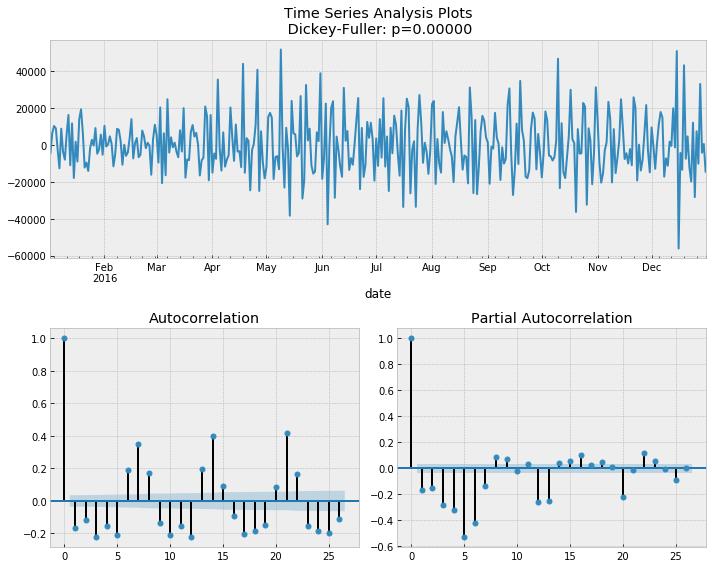 Time Series Analysis Plots
Dickey-Fuller: p=0.00000
40000
20000
0
−20000
−40000
−60000
Feb Mar Apr May Jun Jul Aug Sep Oct Nov Dec
2016
date
Autocorrelation
1.0
0.8
0.6
0.4
0.2
0.0
−0.2
0 5 10 15 20 25
Partial Autocorrelation
1.0
0.8
0.6
0.4
0.2
0.0
−0.2
−0.4
−0.6
0 5 10 15 20 25